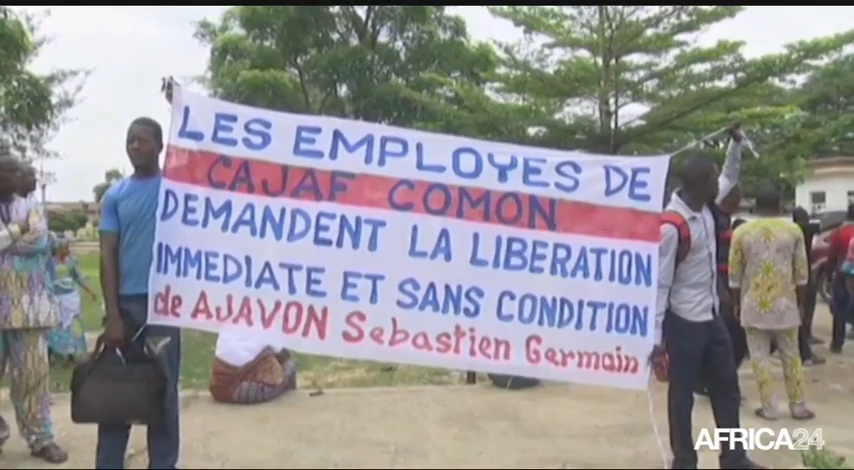 LES EMPLOYES DE
CAJAF COMON
DEMANDENT LA LIBERATION
IMMEDIATE ET SANS CONDITION
de AJAVON Sebastien Germain
AFRICA24